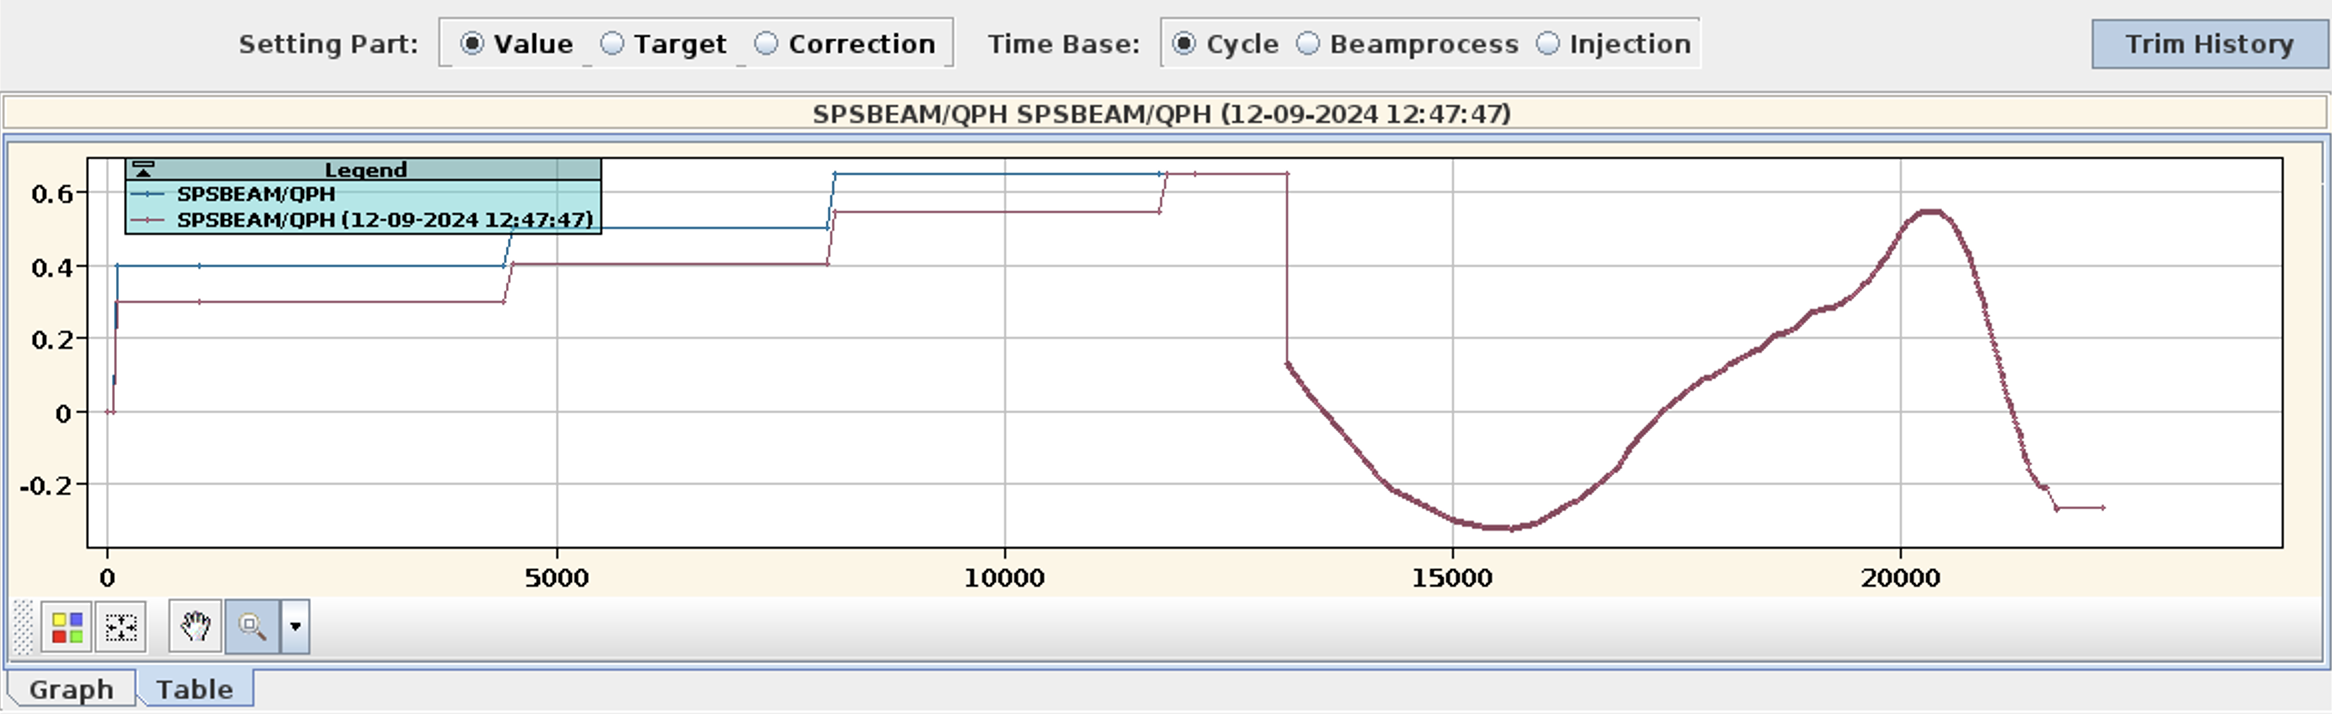 Setting Part: Value Target Correction Time Base: Cycle Beamprocess Injection Trim History
SPSBEAM/QPH SPSBEAM/QPH (12-09-2024 12:47:47)
Legend
SPSBEAM/QPH
SPSBEAM/QPH (12-09-2024 12:47:47)
0.6
0.4
0.2
0
-0.2
0 5000 10000 15000 20000
Graph Table